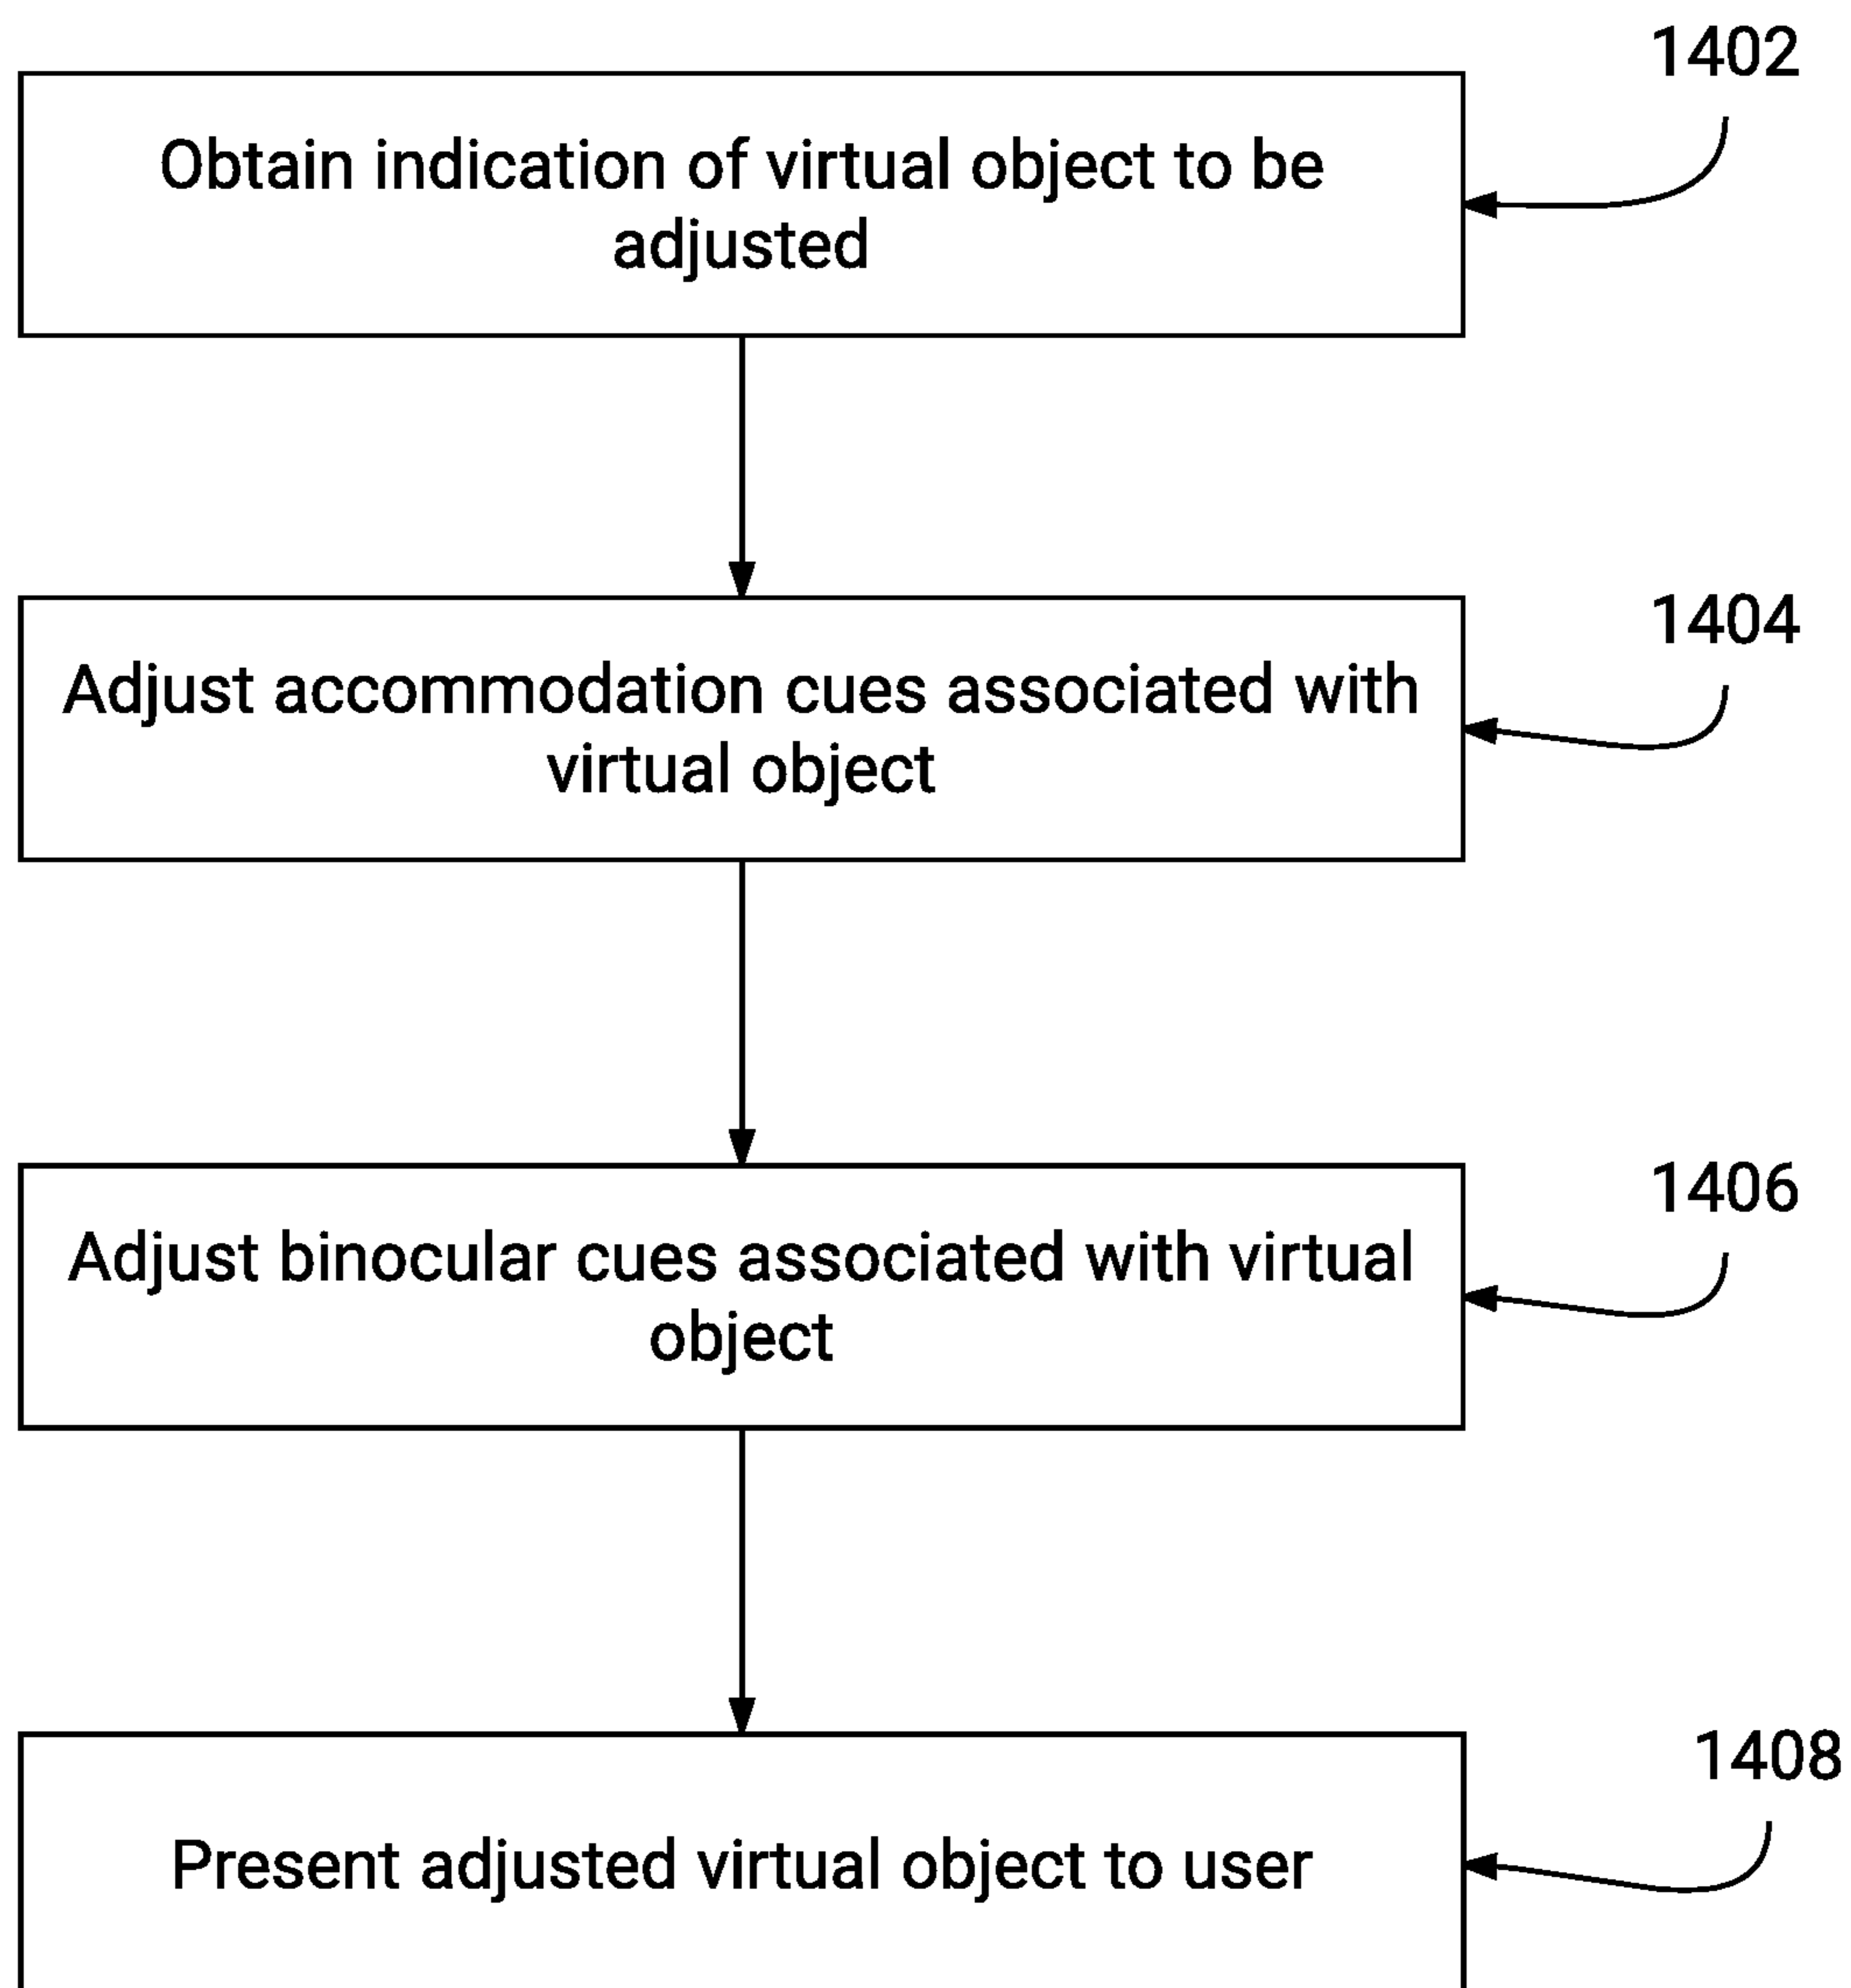 1402
Obtain indication of virtual object to be
adjusted
1404
Adjust accommodation cues associated with
virtual object
1406
Adjust binocular cues associated with virtual
object
1408
Present adjusted virtual object to user